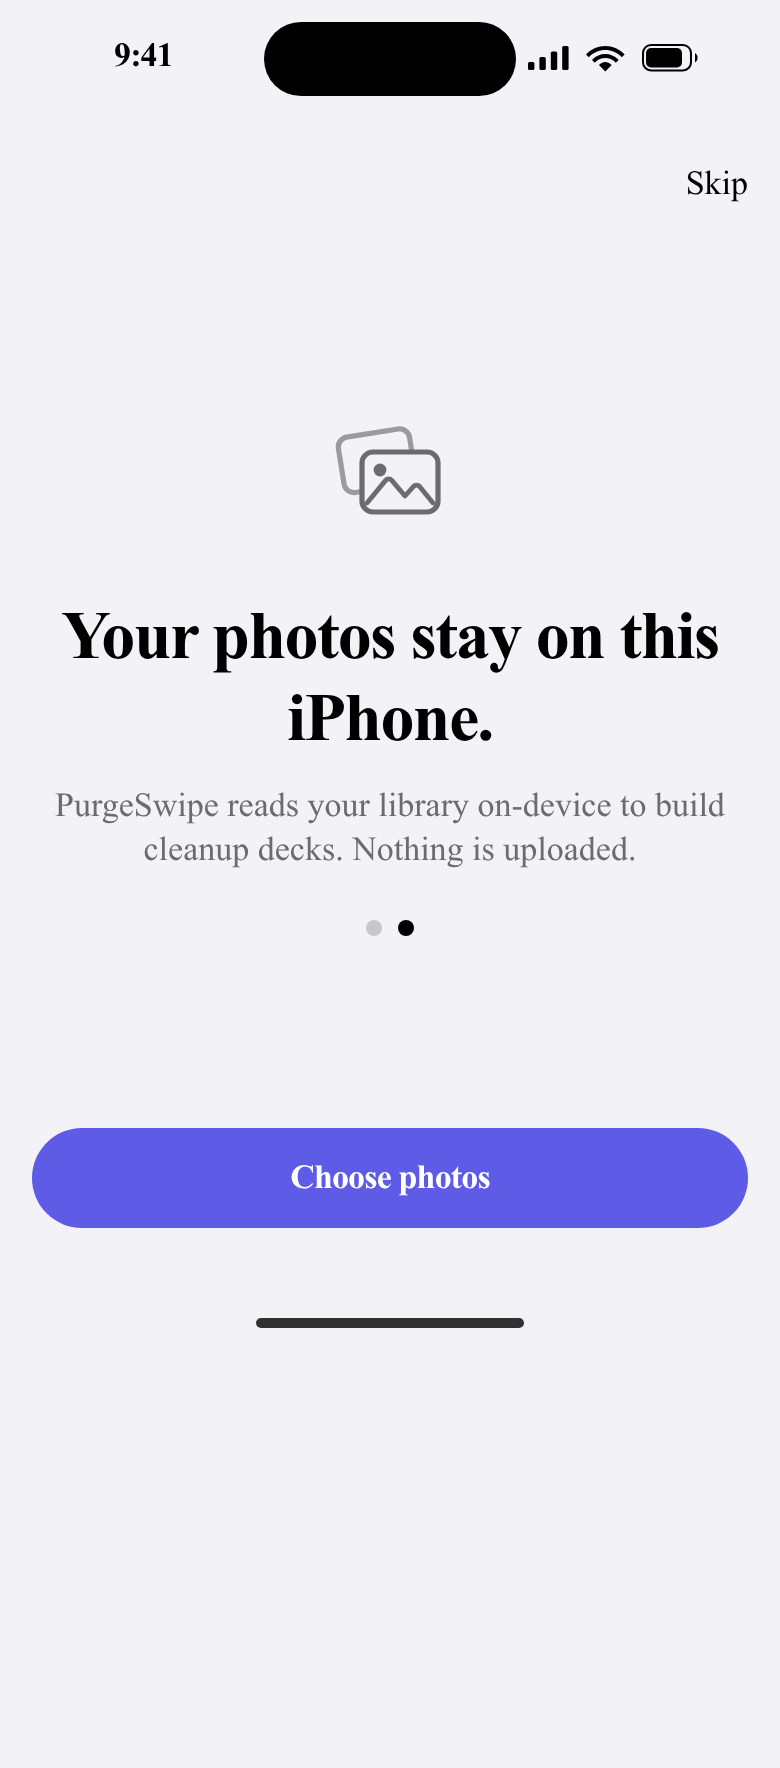 9:41
Skip
Your photos stay on this
iPhone.
PurgeSwipe reads your library on-device to build
cleanup decks. Nothing is uploaded.
Choose photos